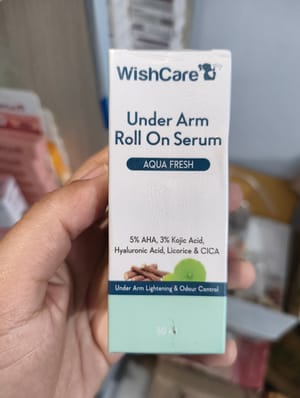 WishCare
Under Arm
Roll On Serum
AQUA FRESH
5% AHA, 3% Kojic Acid,
Hyaluronic Acid, Licorice & CICA
Under Arm Lightening & Odour Control